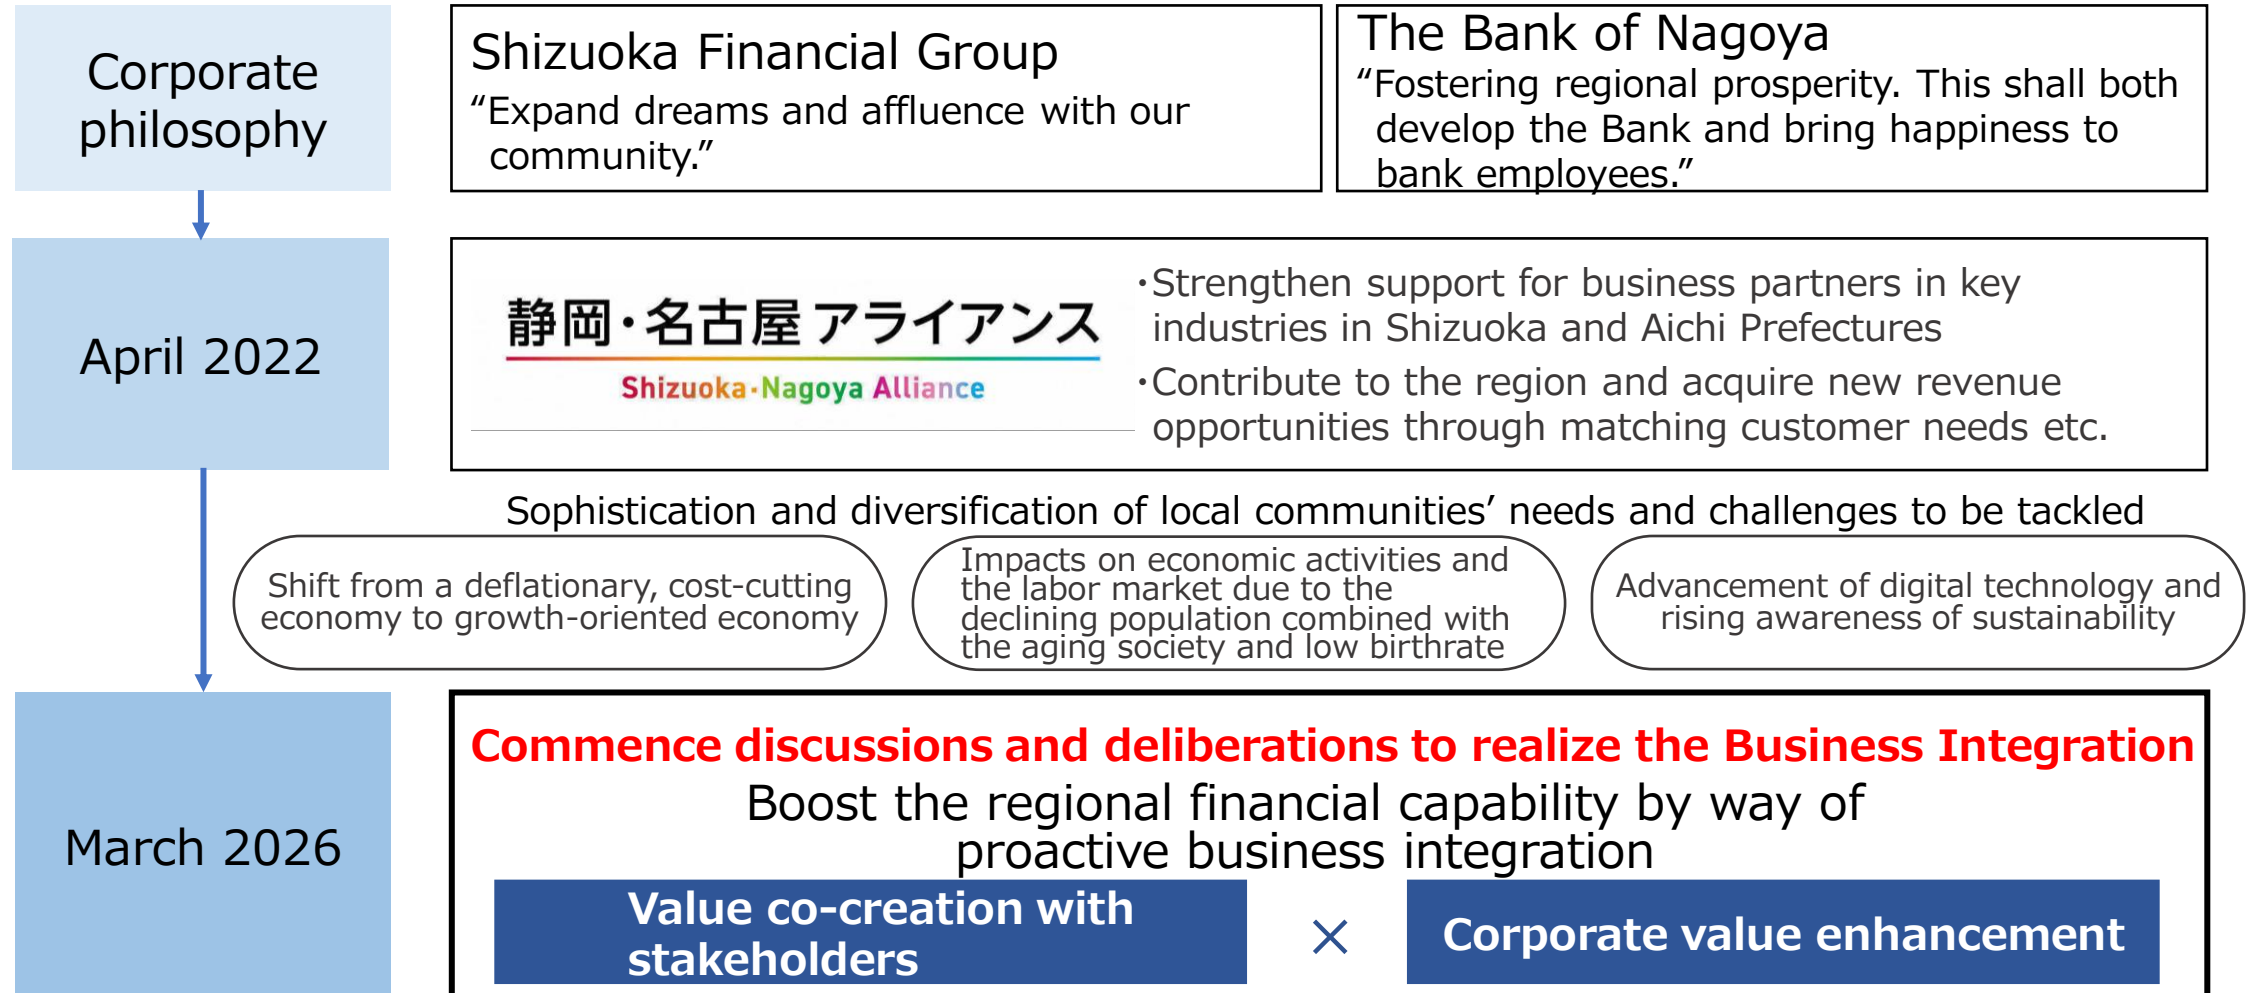 Corporate
philosophy
Shizuoka Financial Group
“Expand dreams and affluence with our
community.”
The Bank of Nagoya
“Fostering regional prosperity. This shall both
develop the Bank and bring happiness to
bank employees.”
April 2022
静岡・名古屋 アライアンス
Shizuoka・Nagoya Alliance
・Strengthen support for business partners in key
industries in Shizuoka and Aichi Prefectures
・Contribute to the region and acquire new revenue
opportunities through matching customer needs etc.
Sophistication and diversification of local communities’ needs and challenges to be tackled
Shift from a deflationary, cost-cutting
economy to growth-oriented economy
Impacts on economic activities and
the labor market due to the
declining population combined with
the aging society and low birthrate
Advancement of digital technology and
rising awareness of sustainability
March 2026
Commence discussions and deliberations to realize the Business Integration
Boost the regional financial capability by way of
proactive business integration
Value co-creation with
stakeholders
×
Corporate value enhancement